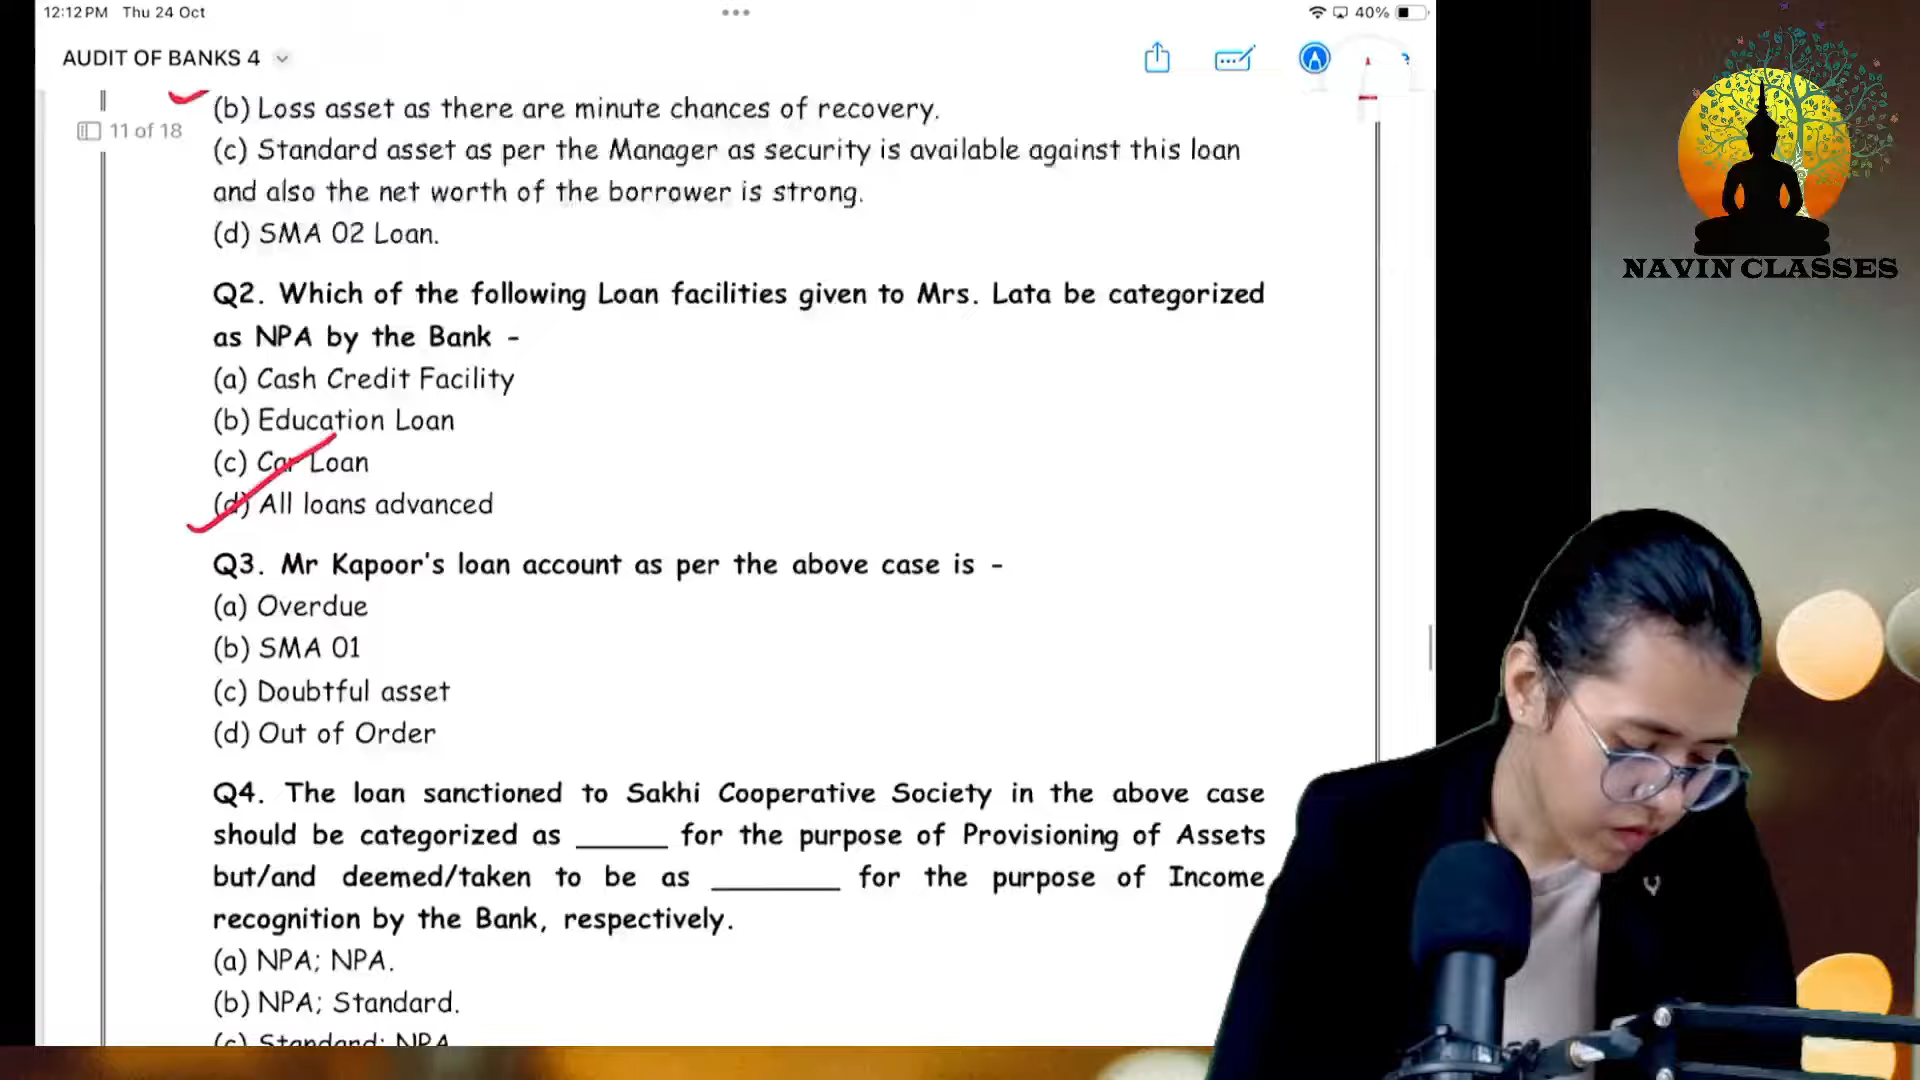 12:12 PM Thu 24 Oct
40%
AUDIT OF BANKS 4
11 of 18
(b) Loss asset as there are minute chances of recovery.
(c) Standard asset as per the Manager as security is available against this loan
and also the net worth of the borrower is strong.
(d) SMA 02 Loan.
Q2. Which of the following Loan facilities given to Mrs. Lata be categorized
as NPA by the Bank -
(a) Cash Credit Facility
(b) Education Loan
(c) Car Loan
(d) All loans advanced
Q3. Mr Kapoor's loan account as per the above case is -
(a) Overdue
(b) SMA 01
(c) Doubtful asset
(d) Out of Order
Q4. The loan sanctioned to Sakhi Cooperative Society in the above case
should be categorized as ______ for the purpose of Provisioning of Assets
but/and deemed/taken to be as ________ for the purpose of Income
recognition by the Bank, respectively.
(a) NPA; NPA.
(b) NPA; Standard.
(c) Standard; NPA
NAVIN CLASSES